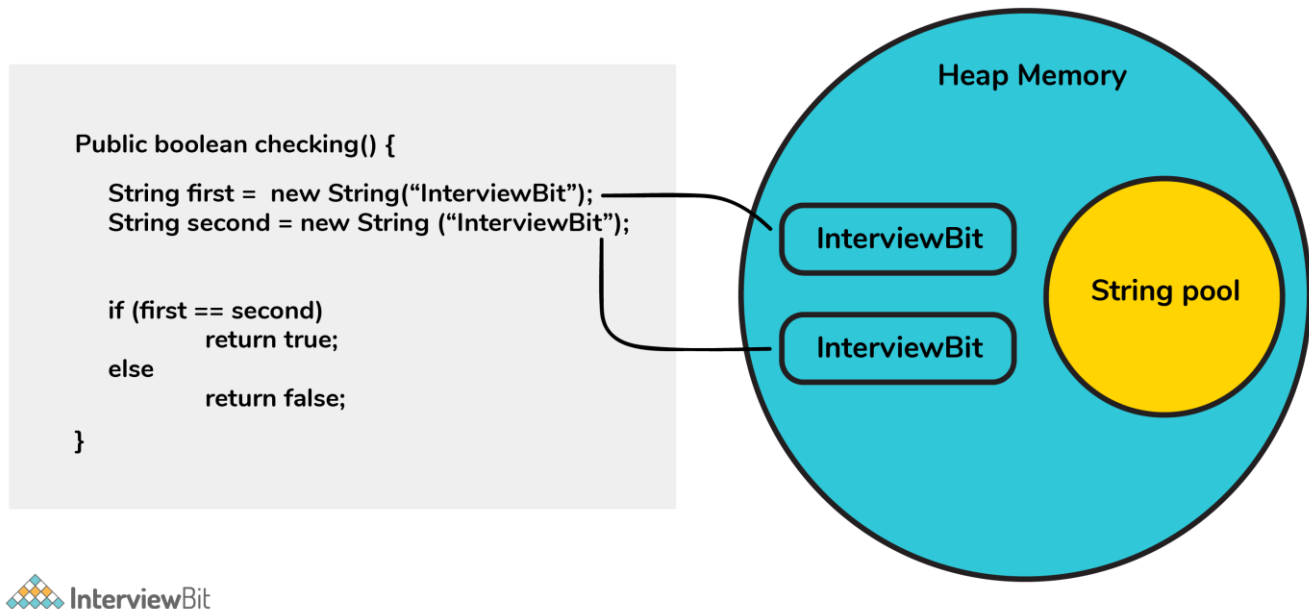 Public boolean checking() {
String first =  new String(“InterviewBit”);
String second = new String (“InterviewBit”);
if (first == second)
return true;
else
return false;
}
Heap Memory
InterviewBit
InterviewBit
String pool
InterviewBit